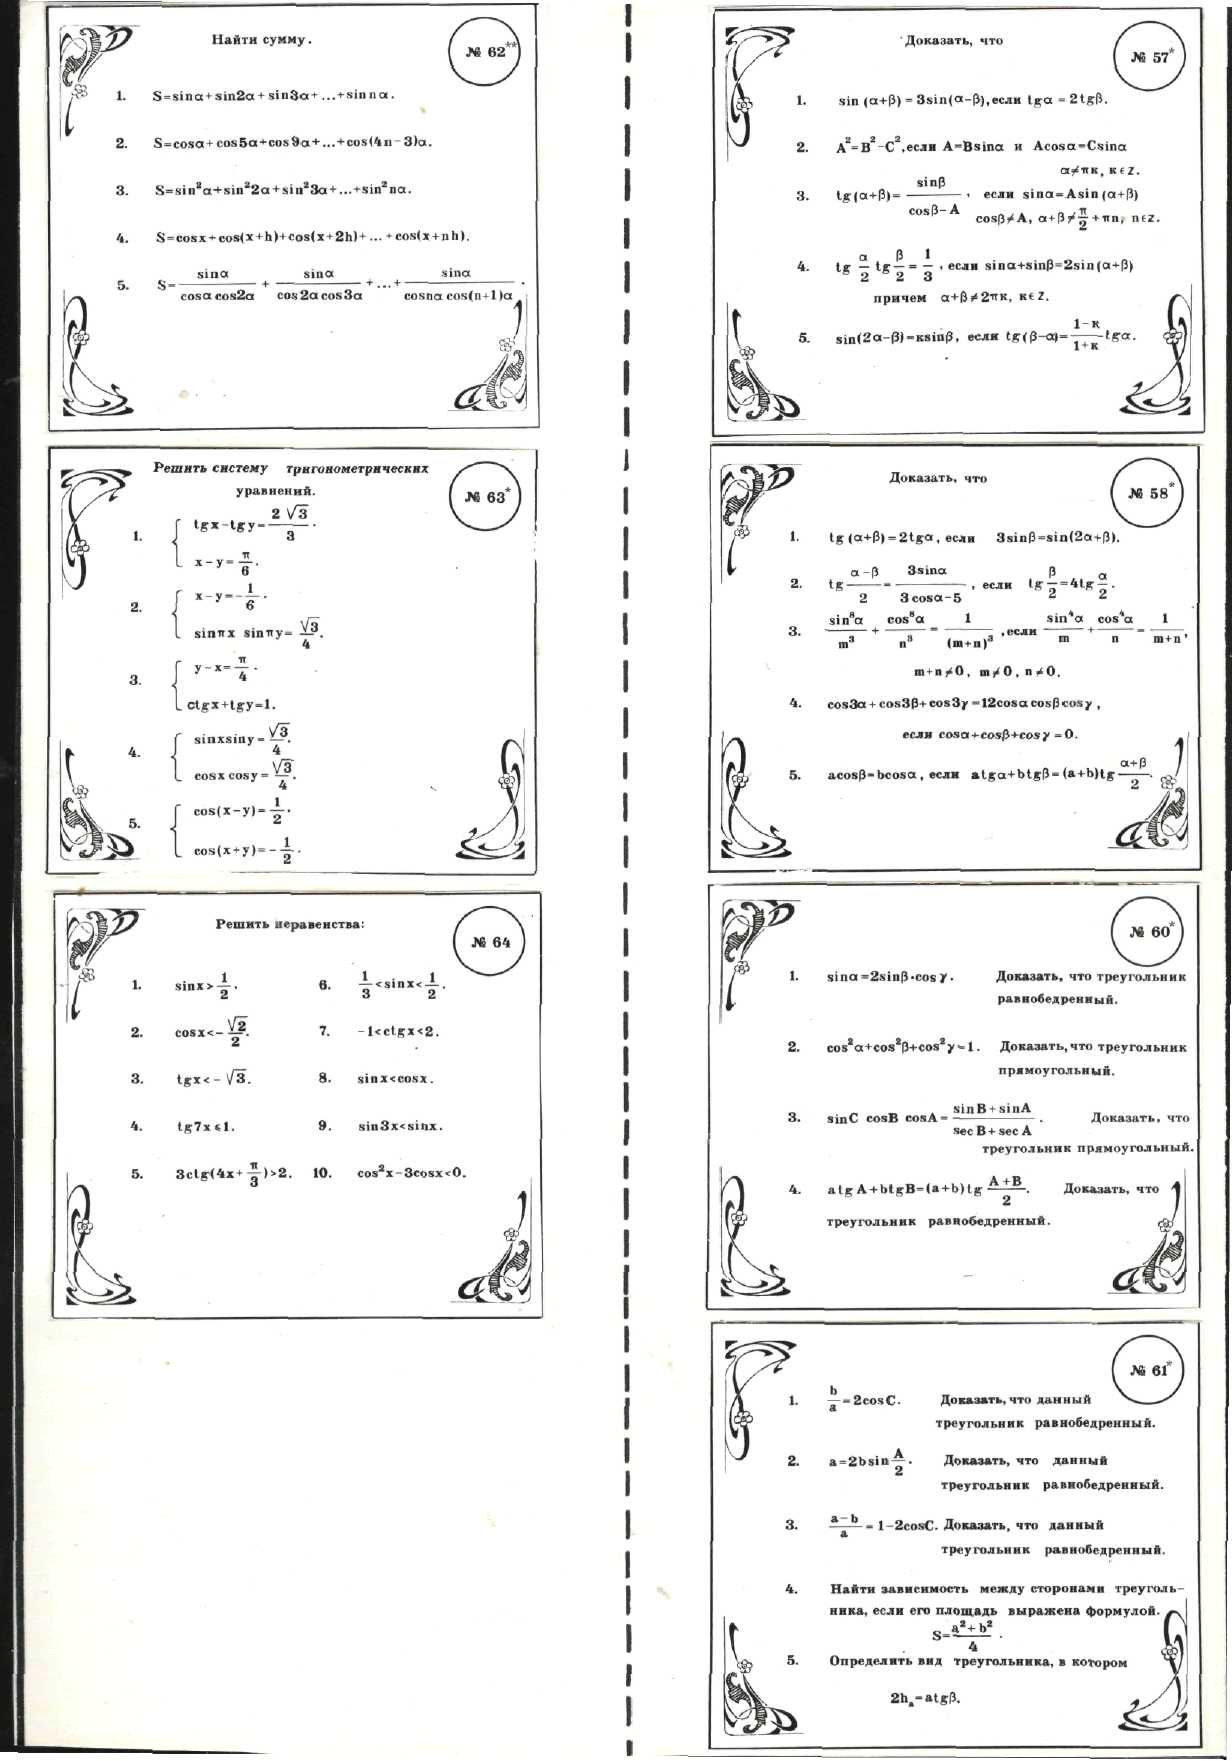 Найти сумму.
№ 62**
1. S=sinα+sin2α+sin3α+...+sinnα.
2. S=cosα+cos5α+cos9α+...+cos(4n-3)α.
3. S=sin²α+sin²2α+sin²3α+...+sin²nα.
4. S=cosx+cos(x+h)+cos(x+2h)+...+cos(x+nh).
5. S= sinα/(cosα cos2α) + sinα/(cos2α cos3α) +...+ sinα/(cosnα cos(n+1)α).
Решить систему тригонометрических
уравнений.
№ 63*
1. { tgx-tgy= 2√3/3.
x-y= π/6.
2. { x-y=- 1/6.
sinπx sinπy= √3/4.
3. { y-x= π/4.
ctgx+tgy=1.
4. { sinxsiny= √3/4.
cosx cosy= √3/4.
5. { cos(x-y)= 1/2.
cos(x+y)=- 1/2.
Решить неравенства:
№ 64
1. sinx> 1/2. 6. 1/3 <sinx< 1/2.
2. cosx<- √2/2. 7. -1<ctgx<2.
3. tgx<- √3. 8. sinx<cosx.
4. tg7x≤1. 9. sin3x<sinx.
5. 3ctg(4x+ π/3)>2. 10. cos²x-3cosx<0.
Доказать, что
№ 57*
1. sin (α+β) = 3sin(α-β), если tgα = 2tgβ.
2. A²=B²-C², если A=Bsinα и Acosα=Csinα
α≠πк, к∈Z.
3. tg(α+β)= sinβ/(cosβ-A), если sinα=Asin(α+β)
cosβ≠A, α+β≠ π/2 +πn, n∈z.
4. tg α/2 tg β/2 = 1/3, если sinα+sinβ=2sin(α+β)
причем α+β≠2πк, к∈Z.
5. sin(2α-β)=кsinβ, если tg(β-α)= (1-к)/(1+к) tgα.
Доказать, что
№ 58*
1. tg (α+β)=2tgα, если 3sinβ=sin(2α+β).
2. tg (α-β)/2 = 3sinα/(3cosα-5), если tg β/2 =4tg α/2.
3. sin⁸α/m³ + cos⁸α/n³ = 1/(m+n)³, если sin⁴α/m + cos⁴α/n = 1/(m+n),
m+n≠0, m≠0, n≠0.
4. cos3α+cos3β+cos3γ=12cosαcosβcosγ,
если cosα+cosβ+cosγ=0.
5. acosβ=bcosα, если atgα+btgβ=(a+b)tg (α+β)/2.
№ 60*
1. sinα=2sinβ·cosγ. Доказать, что треугольник
равнобедренный.
2. cos²α+cos²β+cos²γ=1. Доказать, что треугольник
прямоугольный.
3. sinC cosB cosA= (sinB+sinA)/(sec B+sec A). Доказать, что
треугольник прямоугольный.
4. atgA+btgB=(a+b)tg (A+B)/2. Доказать, что
треугольник равнобедренный.
№ 61*
1. b/a =2cosC. Доказать, что данный
треугольник равнобедренный.
2. a=2bsin A/2. Доказать, что данный
треугольник равнобедренный.
3. (a-b)/a = 1-2cosC. Доказать, что данный
треугольник равнобедренный.
4. Найти зависимость между сторонами треуголь-
ника, если его площадь выражена формулой.
S= (a²+b²)/4.
5. Определить вид треугольника, в котором
2hₐ=atgβ.